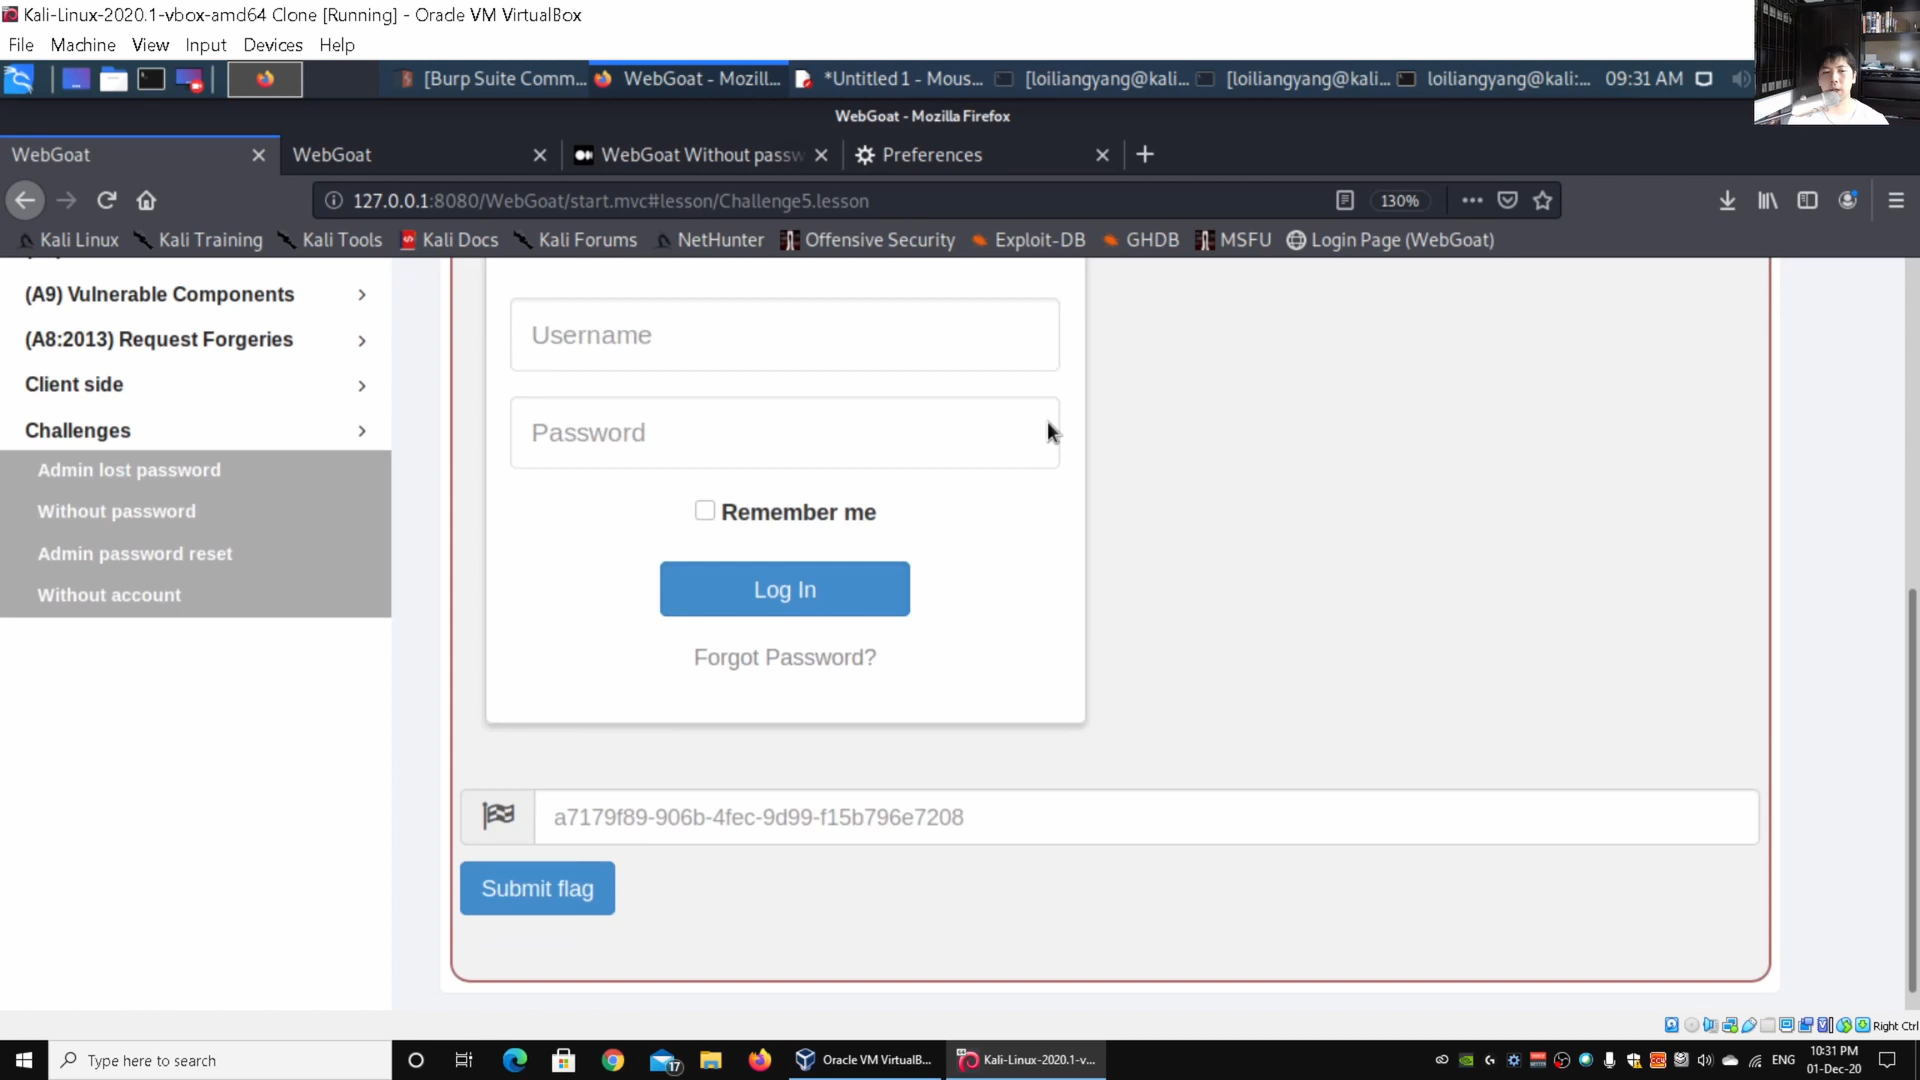 Kali-Linux-2020.1-vbox-amd64 Clone [Running] - Oracle VM VirtualBox
File Machine View Input Devices Help
[Burp Suite Comm... WebGoat - Mozill... *Untitled 1 - Mous... [loiliangyang@kali... [loiliangyang@kali... loiliangyang@kali:... 09:31 AM
WebGoat - Mozilla Firefox
WebGoat WebGoat WebGoat Without passw Preferences
127.0.0.1:8080/WebGoat/start.mvc#lesson/Challenge5.lesson 130%
Kali Linux Kali Training Kali Tools Kali Docs Kali Forums NetHunter Offensive Security Exploit-DB GHDB MSFU Login Page (WebGoat)
(A9) Vulnerable Components
(A8:2013) Request Forgeries
Client side
Challenges
Admin lost password
Without password
Admin password reset
Without account
Username
Password
Remember me
Log In
Forgot Password?
a7179f89-906b-4fec-9d99-f15b796e7208
Submit flag
Right Ctrl
Type here to search
17
Oracle VM VirtualB...
Kali-Linux-2020.1-v...
ENG
10:31 PM
01-Dec-20